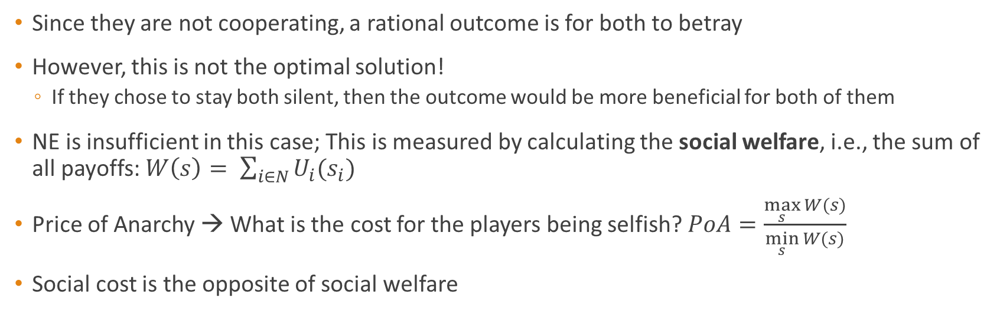 • Since they are not cooperating, a rational outcome is for both to betray
• However, this is not the optimal solution!
◦ If they chose to stay both silent, then the outcome would be more beneficial for both of them
• NE is insufficient in this case; This is measured by calculating the social welfare, i.e., the sum of
all payoffs: W(s) = ∑_{i∈N} U_i(s_i)
• Price of Anarchy → What is the cost for the players being selfish? PoA = \frac{\max_s W(s)}{\min_s W(s)}
• Social cost is the opposite of social welfare